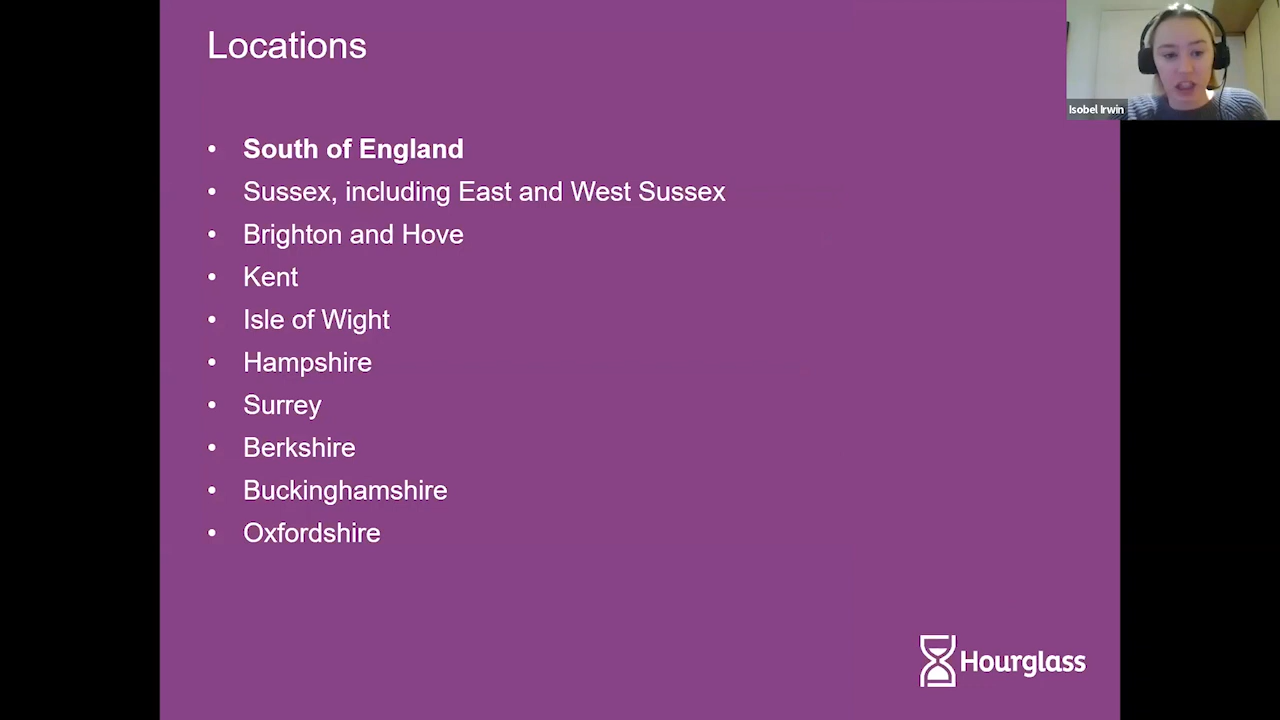 Locations
Isobel Irwin
• South of England
• Sussex, including East and West Sussex
• Brighton and Hove
• Kent
• Isle of Wight
• Hampshire
• Surrey
• Berkshire
• Buckinghamshire
• Oxfordshire
Hourglass